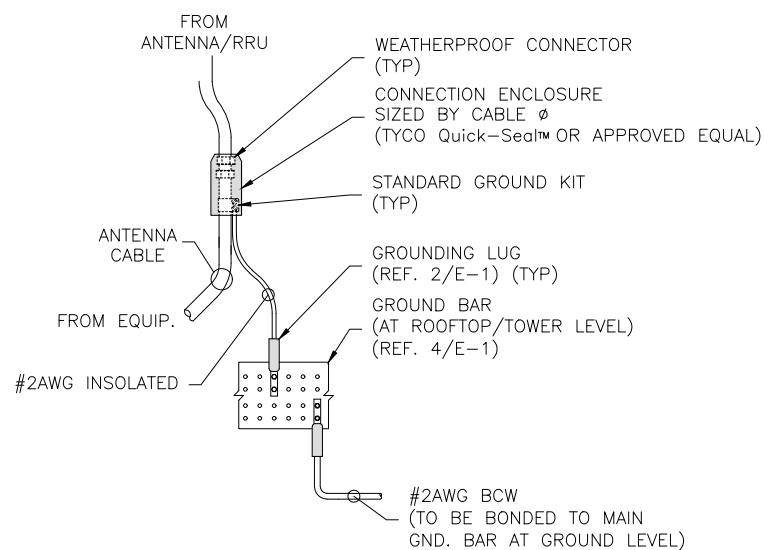 FROM
ANTENNA/RRU
WEATHERPROOF CONNECTOR
(TYP)
CONNECTION ENCLOSURE
SIZED BY CABLE Ø
(TYCO Quick-Seal™ OR APPROVED EQUAL)
STANDARD GROUND KIT
(TYP)
ANTENNA
CABLE
GROUNDING LUG
(REF. 2/E-1) (TYP)
FROM EQUIP.
GROUND BAR
(AT ROOFTOP/TOWER LEVEL)
(REF. 4/E-1)
#2AWG INSOLATED
#2AWG BCW
(TO BE BONDED TO MAIN
GND. BAR AT GROUND LEVEL)